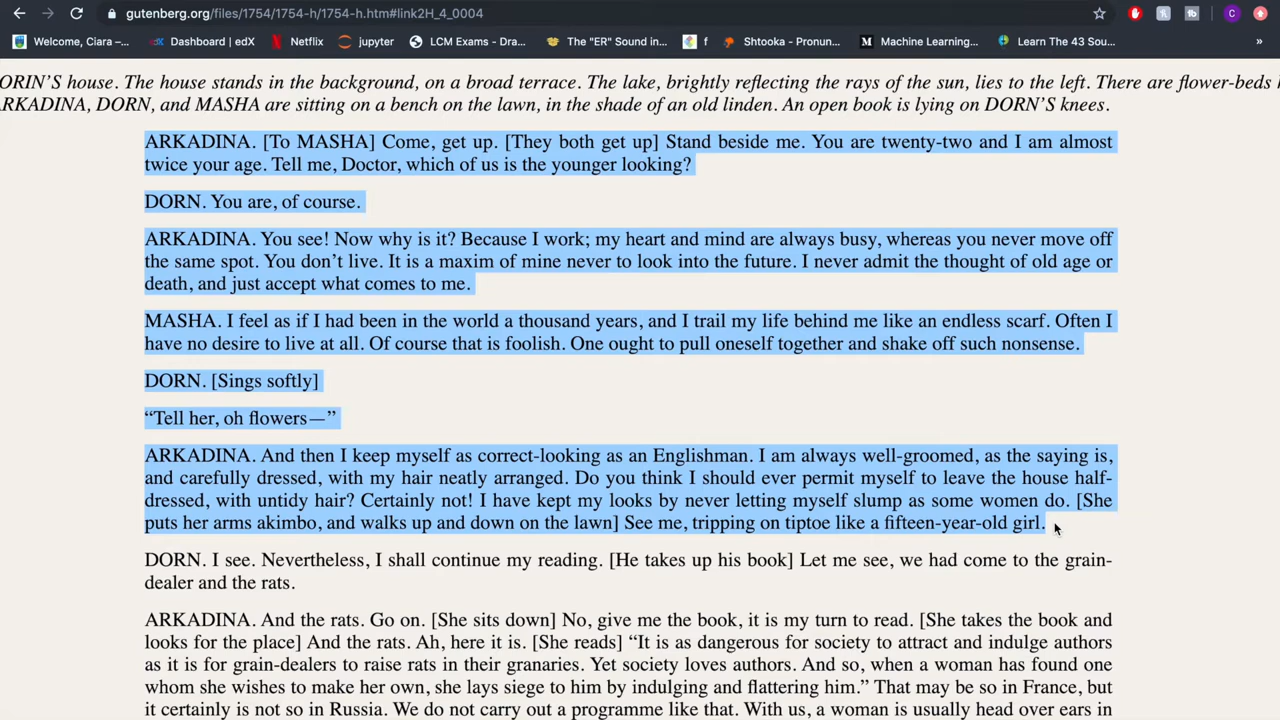 gutenberg.org/files/1754/1754-h/1754-h.htm#link2H_4_0004
C
Welcome, Ciara –...
Dashboard | edX
Netflix
jupyter
LCM Exams - Dra...
The "ER" Sound in...
f
Shtooka - Pronun...
Machine Learning...
Learn The 43 Sou...
»
ORIN'S house. The house stands in the background, on a broad terrace. The lake, brightly reflecting the rays of the sun, lies to the left. There are flower-beds h
ARKADINA, DORN, and MASHA are sitting on a bench on the lawn, in the shade of an old linden. An open book is lying on DORN'S knees.
ARKADINA. [To MASHA] Come, get up. [They both get up] Stand beside me. You are twenty-two and I am almost
twice your age. Tell me, Doctor, which of us is the younger looking?
DORN. You are, of course.
ARKADINA. You see! Now why is it? Because I work; my heart and mind are always busy, whereas you never move off
the same spot. You don't live. It is a maxim of mine never to look into the future. I never admit the thought of old age or
death, and just accept what comes to me.
MASHA. I feel as if I had been in the world a thousand years, and I trail my life behind me like an endless scarf. Often I
have no desire to live at all. Of course that is foolish. One ought to pull oneself together and shake off such nonsense.
DORN. [Sings softly]
“Tell her, oh flowers—”
ARKADINA. And then I keep myself as correct-looking as an Englishman. I am always well-groomed, as the saying is,
and carefully dressed, with my hair neatly arranged. Do you think I should ever permit myself to leave the house half-
dressed, with untidy hair? Certainly not! I have kept my looks by never letting myself slump as some women do. [She
puts her arms akimbo, and walks up and down on the lawn] See me, tripping on tiptoe like a fifteen-year-old girl.
DORN. I see. Nevertheless, I shall continue my reading. [He takes up his book] Let me see, we had come to the grain-
dealer and the rats.
ARKADINA. And the rats. Go on. [She sits down] No, give me the book, it is my turn to read. [She takes the book and
looks for the place] And the rats. Ah, here it is. [She reads] “It is as dangerous for society to attract and indulge authors
as it is for grain-dealers to raise rats in their granaries. Yet society loves authors. And so, when a woman has found one
whom she wishes to make her own, she lays siege to him by indulging and flattering him.” That may be so in France, but
it certainly is not so in Russia. We do not carry out a programme like that. With us, a woman is usually head over ears in